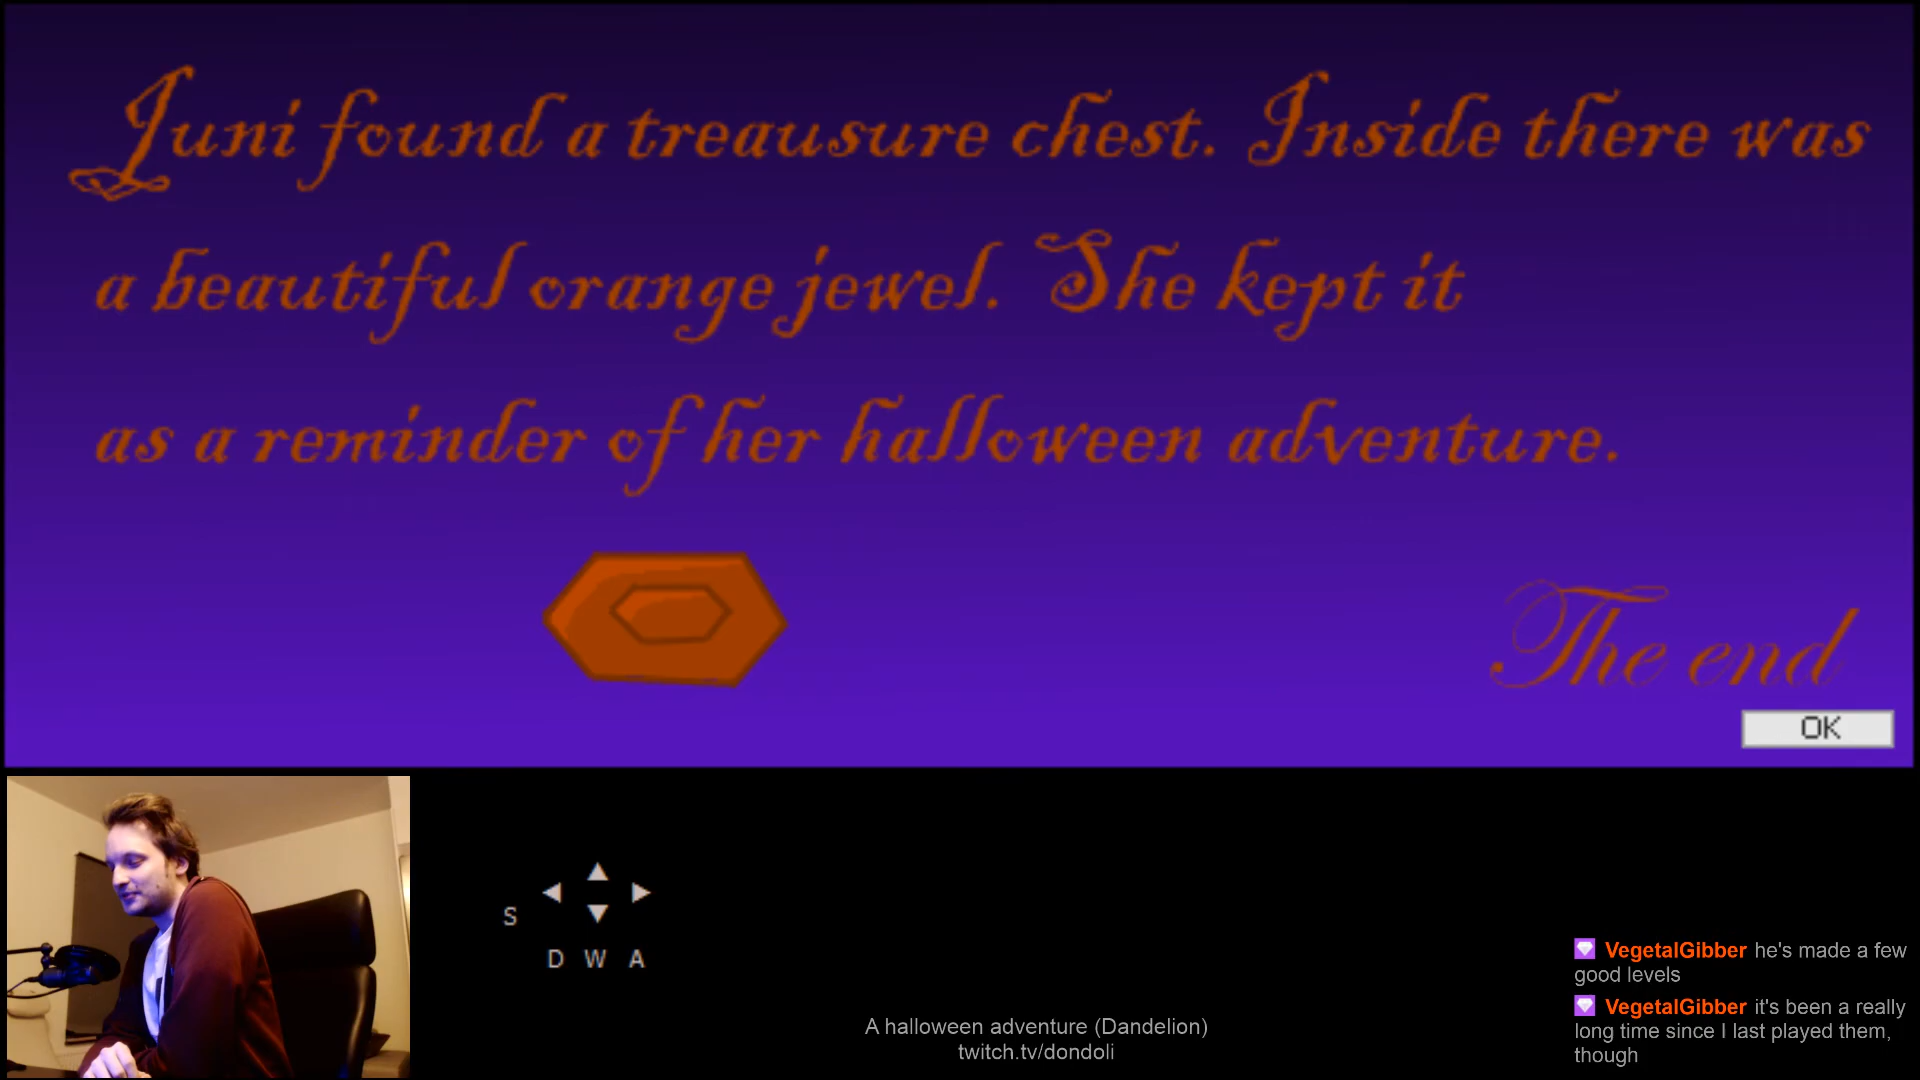 Juni found a treausure chest. Inside there was
a beautiful orange jewel. She kept it
as a reminder of her halloween adventure.
The end
OK
S
D W A
A halloween adventure (Dandelion)
twitch.tv/dondoli
VegetalGibber he's made a few
good levels
VegetalGibber it's been a really
long time since I last played them,
though